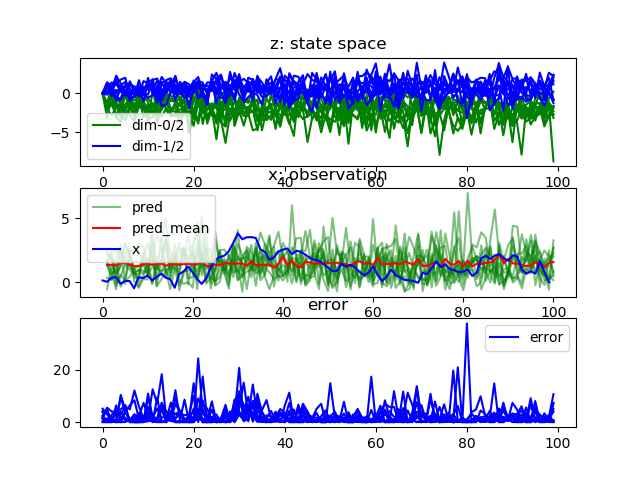 z: state space
0
−5
dim-0/2
dim-1/2
0 20 40 60 80 100
x: observation
5
0
pred
pred_mean
x
0 20 40 60 80 100
error
20
0
error
0 20 40 60 80 100